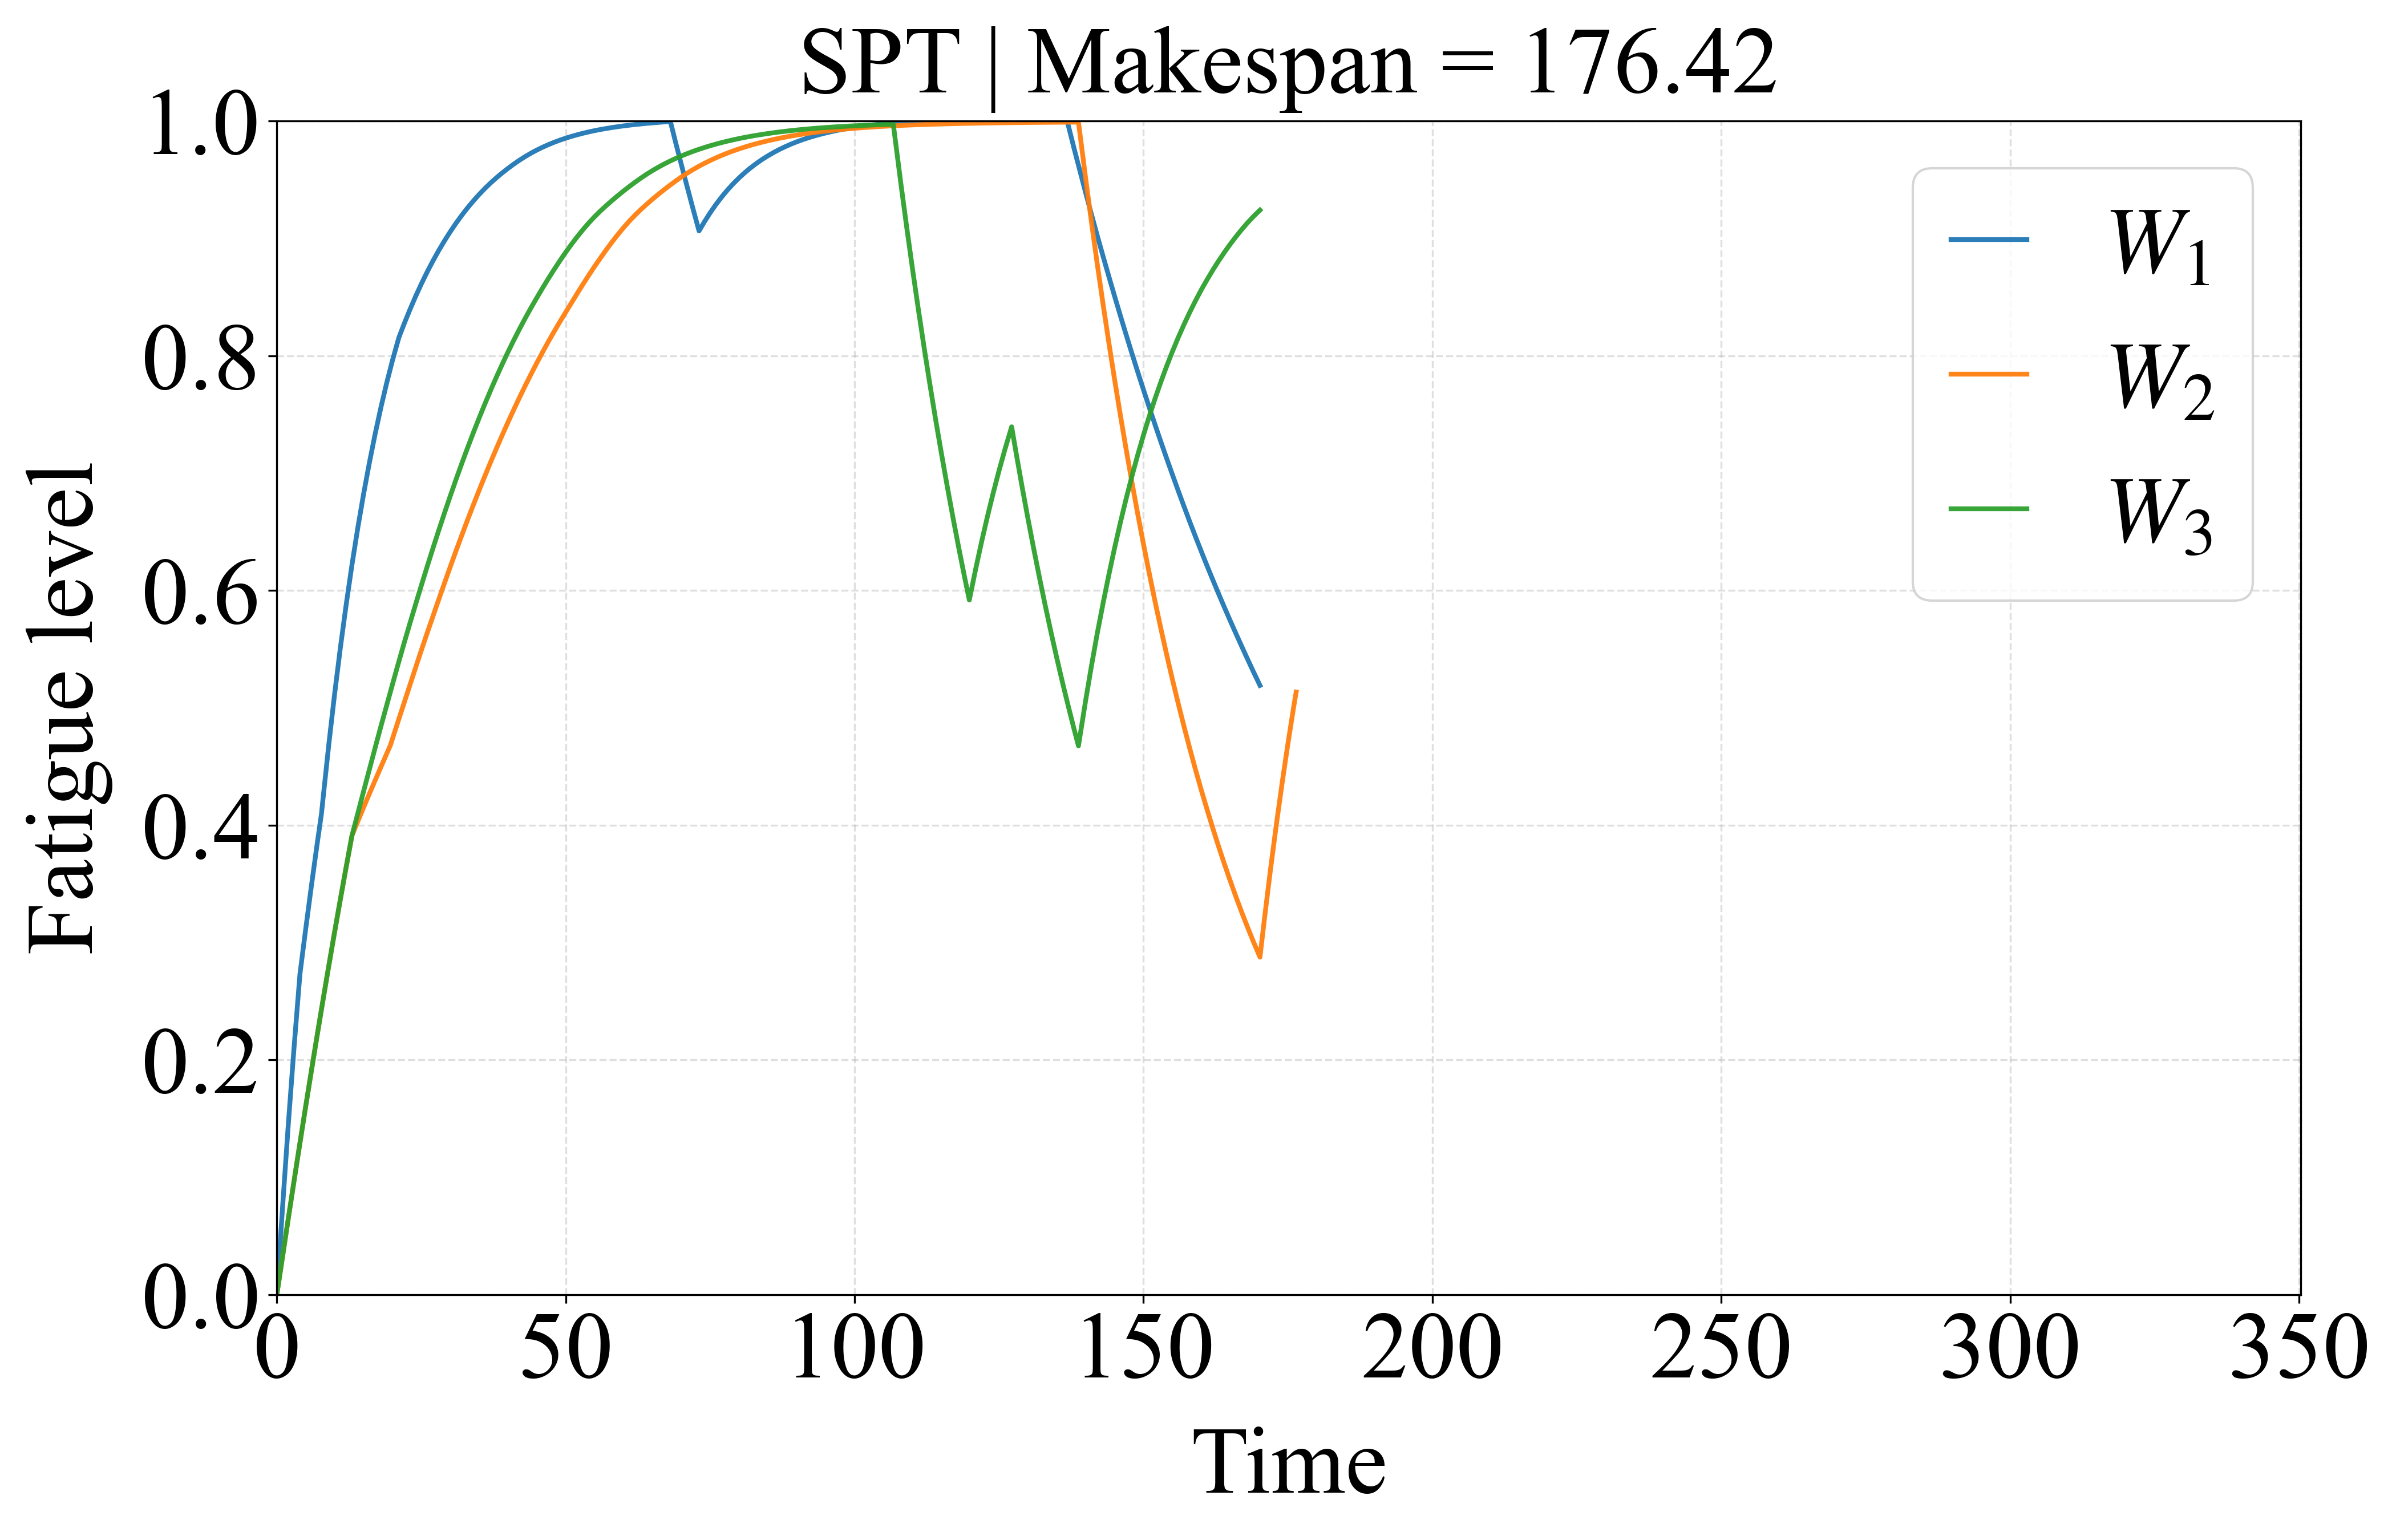 SPT | Makespan = 176.42
Fatigue level
1.0
0.8
0.6
0.4
0.2
0.0
0 50 100 150 200 250 300 350
Time
W1
W2
W3